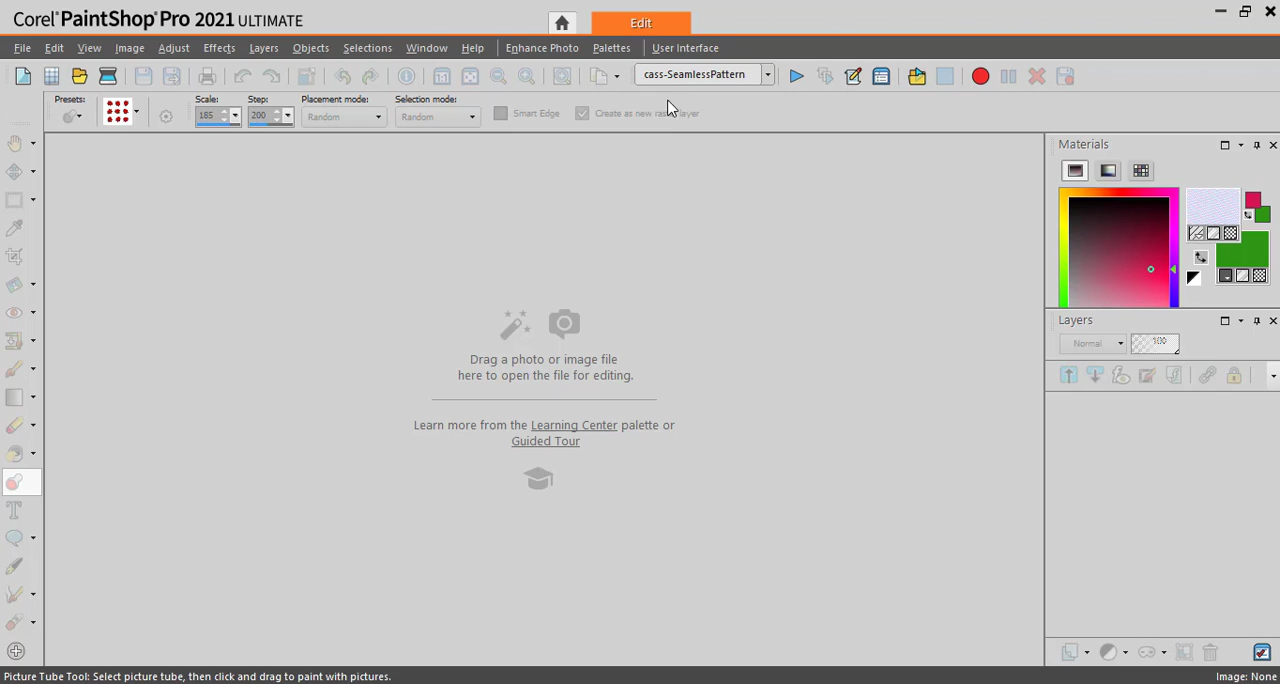 Corel PaintShop Pro 2021 ULTIMATE
Edit
File Edit View Image Adjust Effects Layers Objects Selections Window Help Enhance Photo Palettes User Interface
cass-SeamlessPattern
Presets: Scale: Step: Placement mode: Selection mode:
185 200 Random Random Smart Edge Create as new layer
Materials
Drag a photo or image file
here to open the file for editing.
Learn more from the Learning Center palette or
Guided Tour
Layers
Normal 100
Picture Tube Tool: Select picture tube, then click and drag to paint with pictures. Image: None